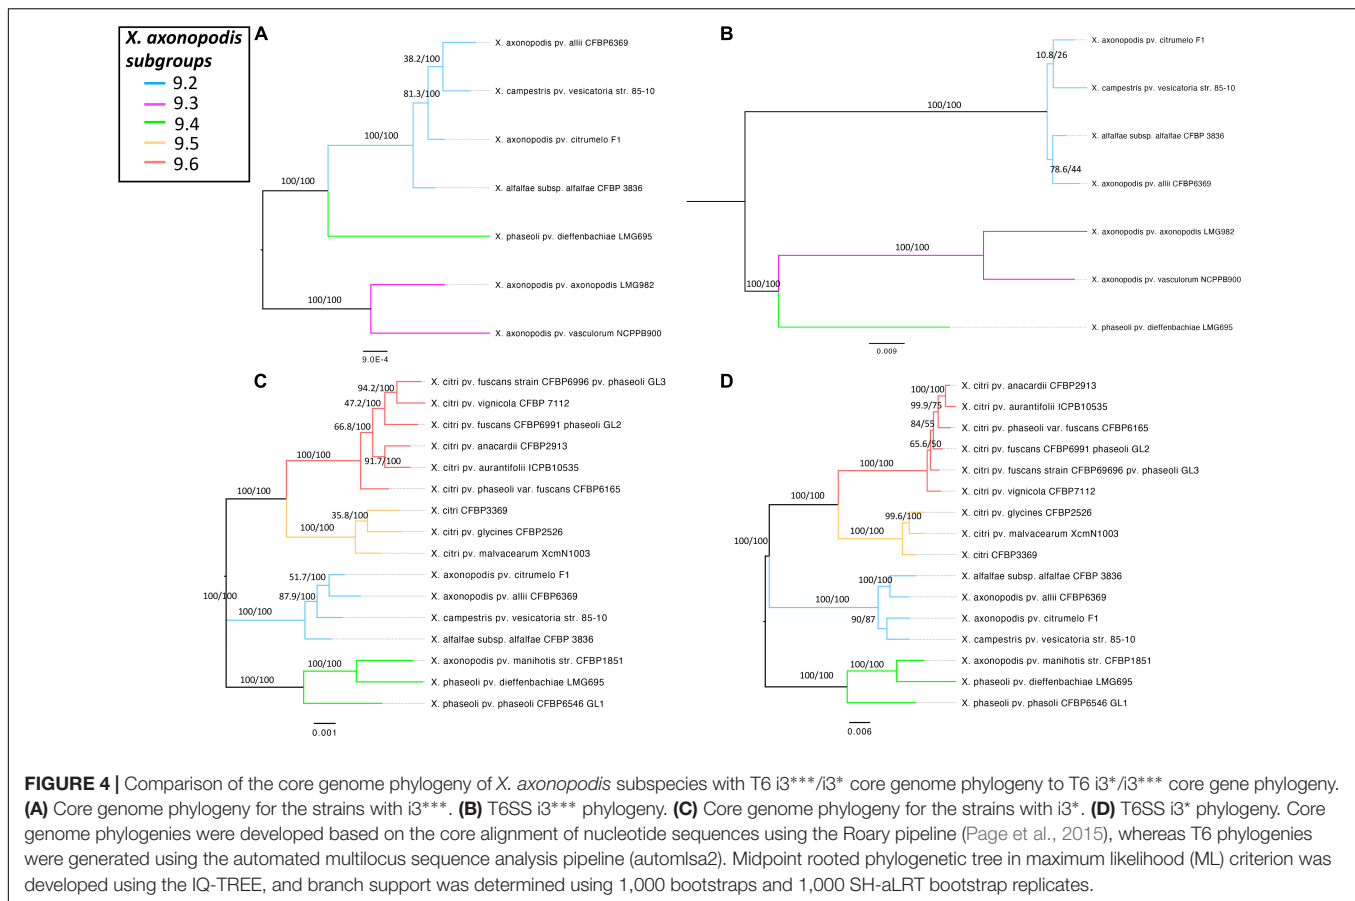 X. axonopodis
subgroups
9.2
9.3
9.4
9.5
9.6
A
X. axonopodis pv. allii CFBP6369
38.2/100
X. campestris pv. vesicatoria str. 85-10
81.3/100
100/100
X. axonopodis pv. citrumelo F1
100/100
X. alfalfae subsp. alfalfae CFBP 3836
X. phaseoli pv. dieffenbachiae LMG695
X. axonopodis pv. axonopodis LMG982
100/100
X. axonopodis pv. vasculorum NCPPB900
9.0E-4
B
X. axonopodis pv. citrumelo F1
10.8/26
X. campestris pv. vesicatoria str. 85-10
100/100
X. alfalfae subsp. alfalfae CFBP 3836
78.6/44
X. axonopodis pv. allii CFBP6369
X. axonopodis pv. axonopodis LMG982
100/100
X. axonopodis pv. vasculorum NCPPB900
100/100
X. phaseoli pv. dieffenbachiae LMG695
0.009
C
X. citri pv. fuscans strain CFBP6996 pv. phaseoli GL3
94.2/100
47.2/100
X. citri pv. vignicola CFBP 7112
66.8/100
X. citri pv. fuscans CFBP6991 phaseoli GL2
X. citri pv. anacardii CFBP2913
91.7/100
100/100
X. citri pv. aurantifolii ICPB10535
X. citri pv. phaseoli var. fuscans CFBP6165
100/100
X. citri CFBP3369
35.8/100
100/100
X. citri pv. glycines CFBP2526
X. citri pv. malvacearum XcmN1003
51.7/100
X. axonopodis pv. citrumelo F1
87.9/100
100/100
X. axonopodis pv. allii CFBP6369
100/100
X. campestris pv. vesicatoria str. 85-10
X. alfalfae subsp. alfalfae CFBP 3836
100/100
X. axonopodis pv. manihotis str. CFBP1851
100/100
X. phaseoli pv. dieffenbachiae LMG695
X. phaseoli pv. phaseoli CFBP6546 GL1
0.001
D
100/100
X. citri pv. anacardii CFBP2913
99.9/75
X. citri pv. aurantifolii ICPB10535
84/55
X. citri pv. phaseoli var. fuscans CFBP6165
65.6/50
X. citri pv. fuscans CFBP6991 phaseoli GL2
100/100
X. citri pv. fuscans strain CFBP69696 pv. phaseoli GL3
X. citri pv. vignicola CFBP7112
100/100
X. citri pv. glycines CFBP2526
99.6/100
100/100
X. citri pv. malvacearum XcmN1003
100/100
X. citri CFBP3369
X. alfalfae subsp. alfalfae CFBP 3836
100/100
X. axonopodis pv. allii CFBP6369
100/100
90/87
X. axonopodis pv. citrumelo F1
X. campestris pv. vesicatoria str. 85-10
X. axonopodis pv. manihotis str. CFBP1851
100/100
100/100
X. phaseoli pv. dieffenbachiae LMG695
X. phaseoli pv. phasoli CFBP6546 GL1
0.006
FIGURE 4 | Comparison of the core genome phylogeny of X. axonopodis subspecies with T6 i3***/i3* core genome phylogeny to T6 i3*/i3*** core gene phylogeny.
(A) Core genome phylogeny for the strains with i3***. (B) T6SS i3*** phylogeny. (C) Core genome phylogeny for the strains with i3*. (D) T6SS i3* phylogeny. Core
genome phylogenies were developed based on the core alignment of nucleotide sequences using the Roary pipeline (Page et al., 2015), whereas T6 phylogenies
were generated using the automated multilocus sequence analysis pipeline (automlsa2). Midpoint rooted phylogenetic tree in maximum likelihood (ML) criterion was
developed using the IQ-TREE, and branch support was determined using 1,000 bootstraps and 1,000 SH-aLRT bootstrap replicates.